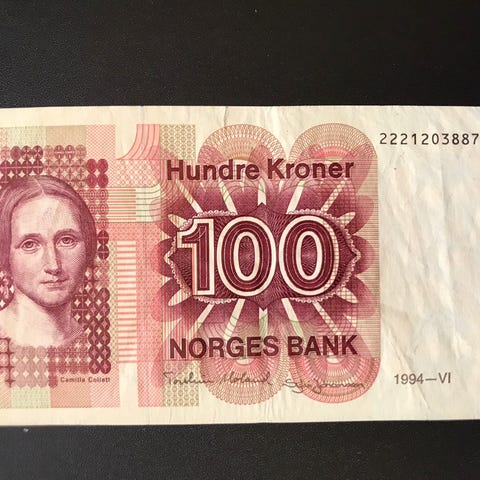 2221203887
Hundre Kroner
100
NORGES BANK
Camilla Collett
1994—VI